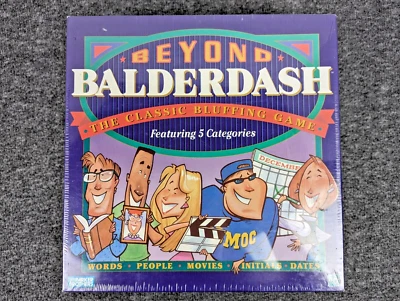 BEYOND
BALDERDASH
THE CLASSIC BLUFFING GAME
Featuring 5 Categories
DECEMBER
MOC
WORDS • PEOPLE • MOVIES • INITIALS • DATES